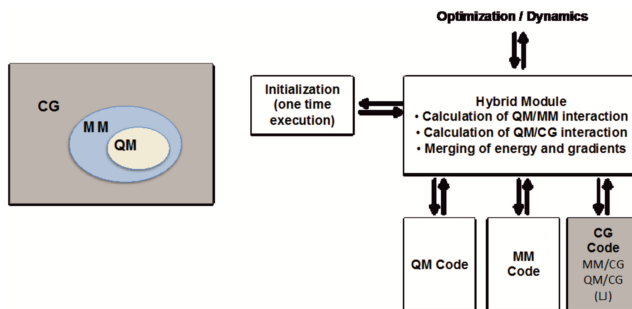 Optimization / Dynamics
CG
MM
QM
Initialization
(one time
execution)
Hybrid Module
• Calculation of QM/MM interaction
• Calculation of QM/CG interaction
• Merging of energy and gradients
QM Code
MM
Code
CG
Code
MM/CG
QM/CG
(LJ)